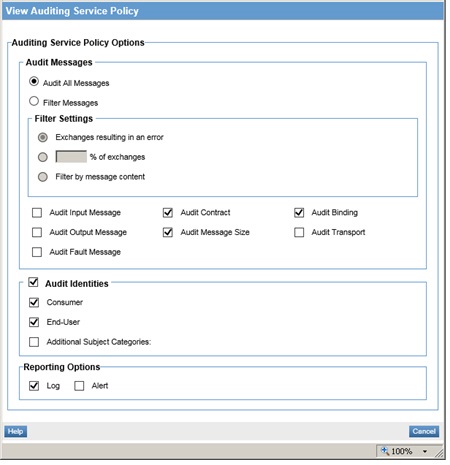 View Auditing Service Policy
Auditing Service Policy Options
Audit Messages
Audit All Messages
Filter Messages
Filter Settings
Exchanges resulting in an error
% of exchanges
Filter by message content
Audit Input Message Audit Contract Audit Binding
Audit Output Message Audit Message Size Audit Transport
Audit Fault Message
Audit Identities
Consumer
End-User
Additional Subject Categories:
Reporting Options
Log Alert
Help Cancel
100%